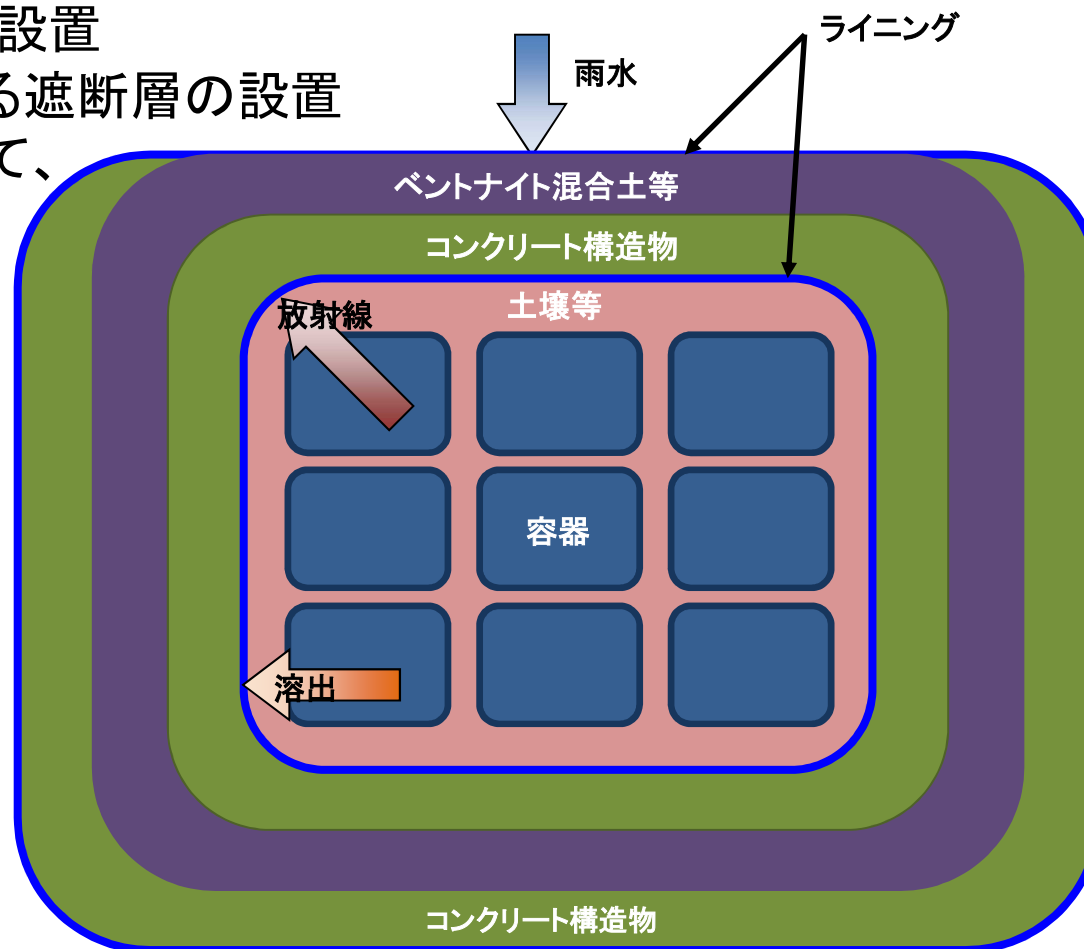 設置
る遮断層の設置
て、
ライニング
雨水
ベントナイト混合土等
コンクリート構造物
土壌等
放射線
容器
溶出
コンクリート構造物